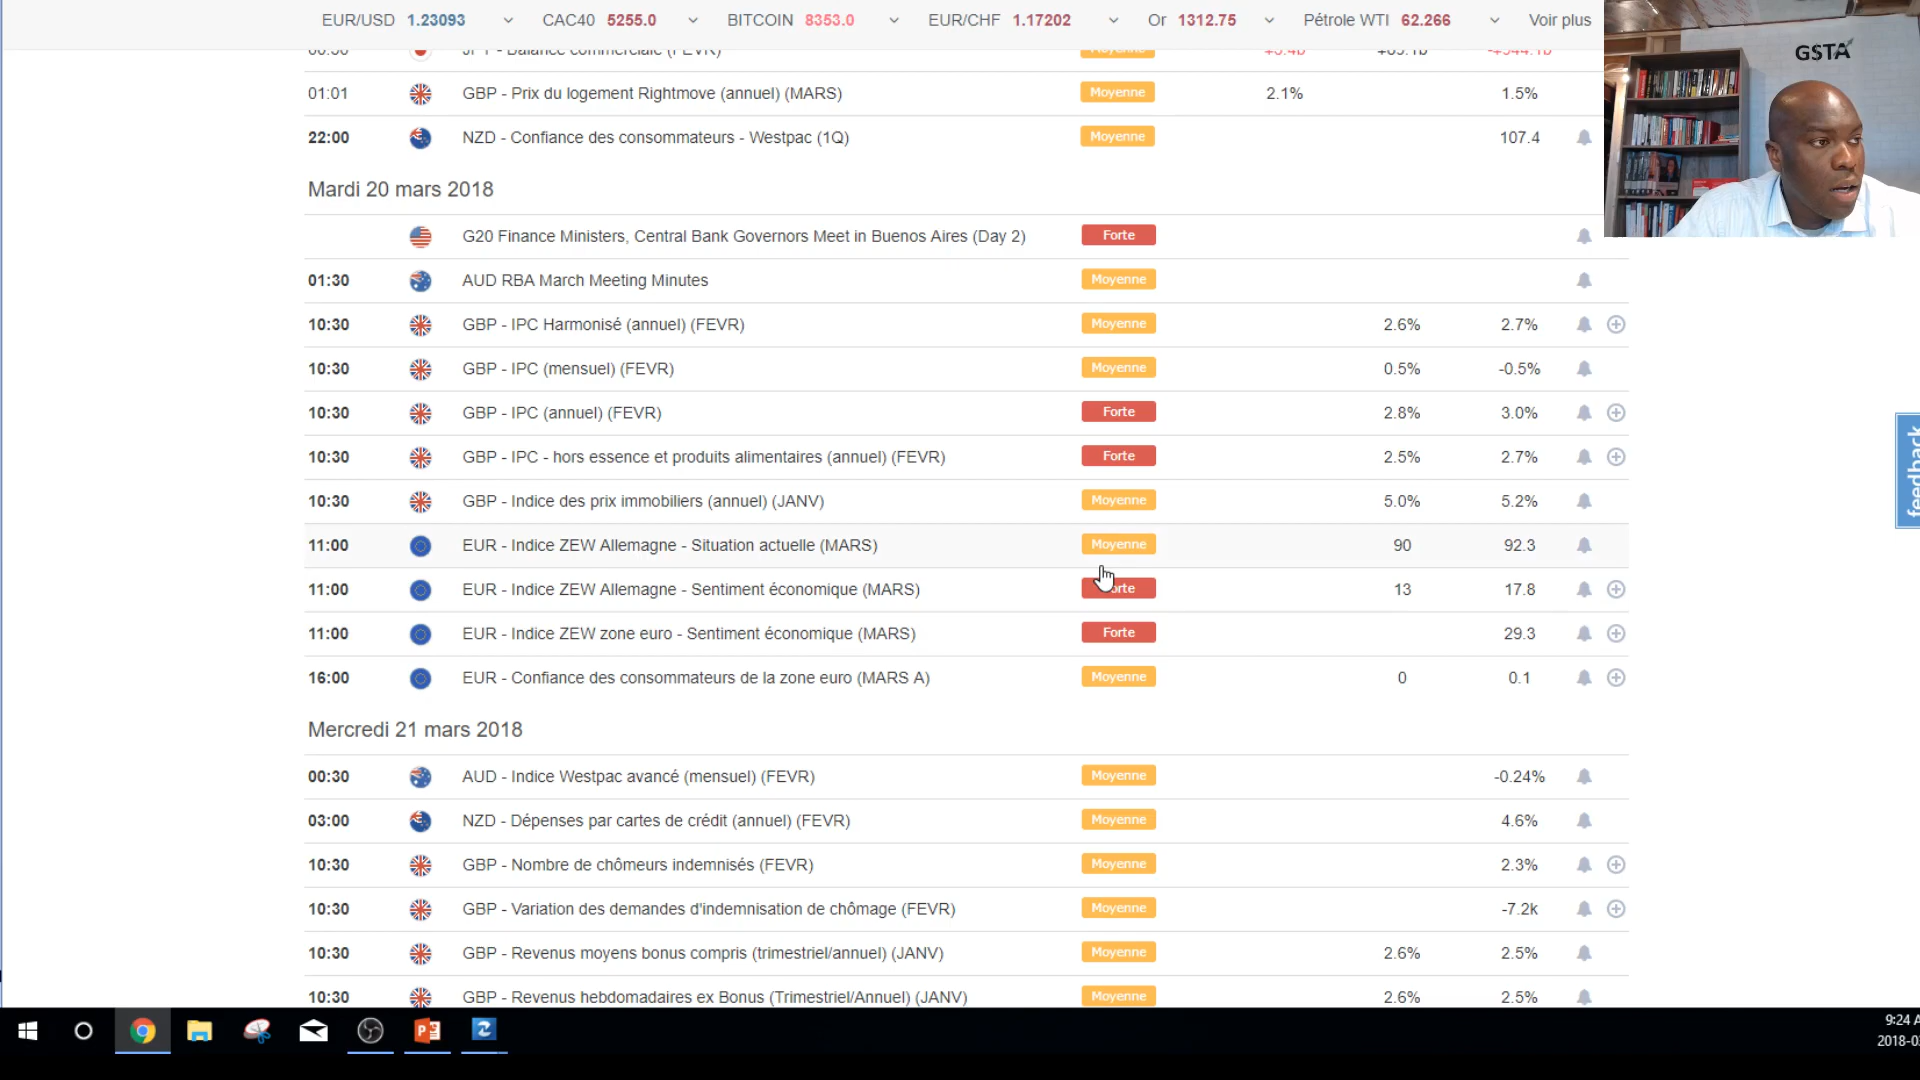 EUR/USD 1.23093 CAC40 5255.0 BITCOIN 8353.0 EUR/CHF 1.17202 Or 1312.75 Pétrole WTI 62.266 Voir plus
GSTA
01:01 GBP - Prix du logement Rightmove (annuel) (MARS) Moyenne 2.1% 1.5%
22:00 NZD - Confiance des consommateurs - Westpac (1Q) Moyenne 107.4
Mardi 20 mars 2018
G20 Finance Ministers, Central Bank Governors Meet in Buenos Aires (Day 2) Forte
01:30 AUD RBA March Meeting Minutes Moyenne
10:30 GBP - IPC Harmonisé (annuel) (FEVR) Moyenne 2.6% 2.7%
10:30 GBP - IPC (mensuel) (FEVR) Moyenne 0.5% -0.5%
10:30 GBP - IPC (annuel) (FEVR) Forte 2.8% 3.0%
10:30 GBP - IPC - hors essence et produits alimentaires (annuel) (FEVR) Forte 2.5% 2.7%
10:30 GBP - Indice des prix immobiliers (annuel) (JANV) Moyenne 5.0% 5.2%
11:00 EUR - Indice ZEW Allemagne - Situation actuelle (MARS) Moyenne 90 92.3
11:00 EUR - Indice ZEW Allemagne - Sentiment économique (MARS) Forte 13 17.8
11:00 EUR - Indice ZEW zone euro - Sentiment économique (MARS) Forte 29.3
16:00 EUR - Confiance des consommateurs de la zone euro (MARS A) Moyenne 0 0.1
Mercredi 21 mars 2018
00:30 AUD - Indice Westpac avancé (mensuel) (FEVR) Moyenne -0.24%
03:00 NZD - Dépenses par cartes de crédit (annuel) (FEVR) Moyenne 4.6%
10:30 GBP - Nombre de chômeurs indemnisés (FEVR) Moyenne 2.3%
10:30 GBP - Variation des demandes d'indemnisation de chômage (FEVR) Moyenne -7.2k
10:30 GBP - Revenus moyens bonus compris (trimestriel/annuel) (JANV) Moyenne 2.6% 2.5%
10:30 GBP - Revenus hebdomadaires ex Bonus (Trimestriel/Annuel) (JANV) Moyenne 2.6% 2.5%
feedback
9:24 A
2018-0